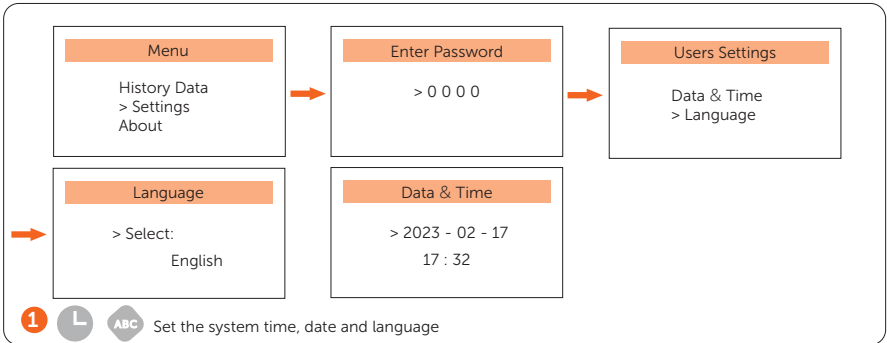 Menu
History Data
> Settings
About
Enter Password
> 0 0 0 0
Users Settings
Data & Time
> Language
Language
> Select:
English
Data & Time
> 2023 - 02 - 17
17 : 32
1 ABC Set the system time, date and language